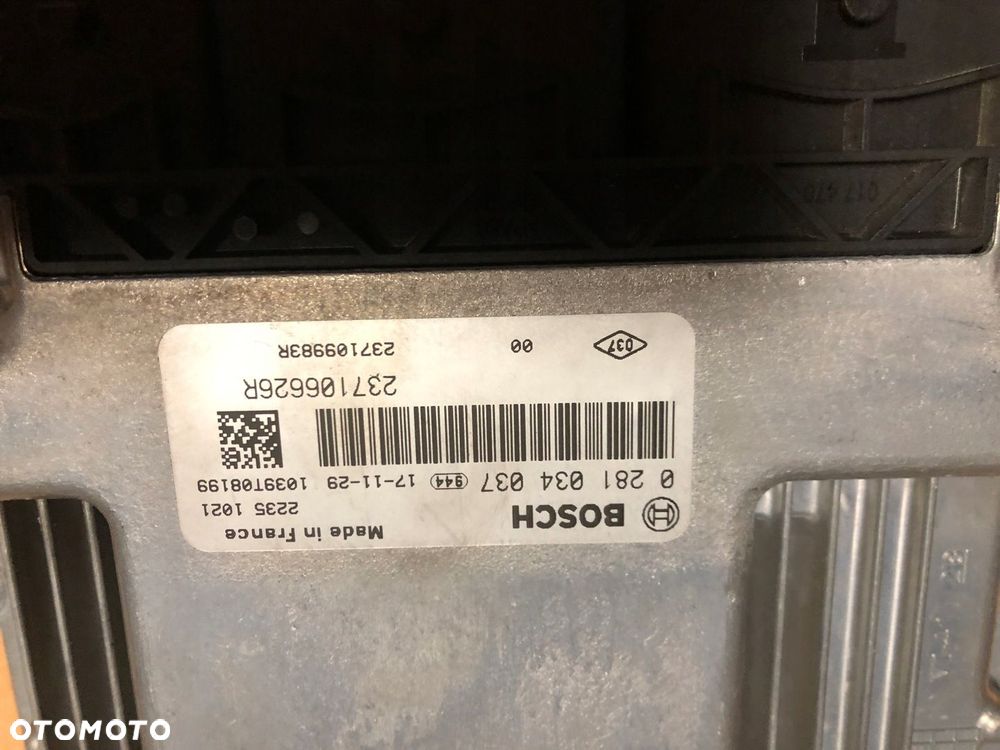 Made in France
2235 1021
BOSCH
0 281 034 037 944 17-11-29 1039T08199
237106626R
D37 00 237109983R
OTOMOTO